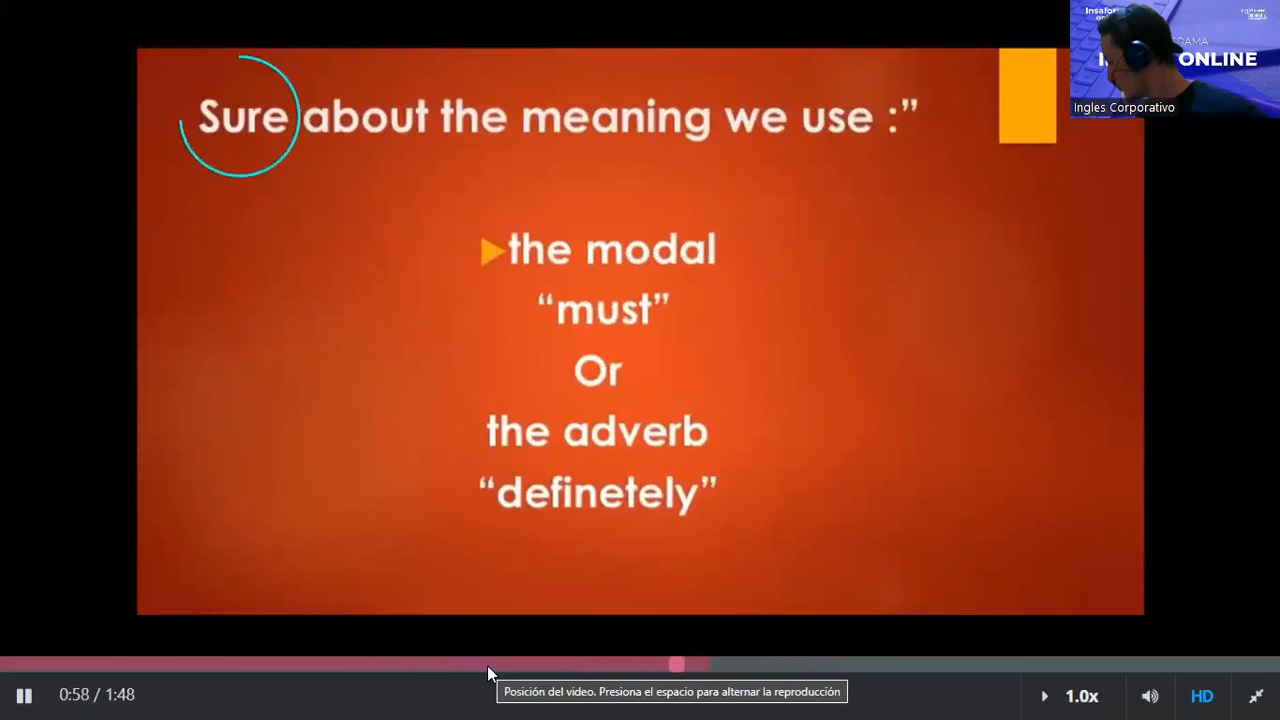 Sure about the meaning we use :”
the modal
“must”
Or
the adverb
“definetely”
ONLINE
Ingles Corporativo
0:58 / 1:48
Posición del video. Presiona el espacio para alternar la reproducción
1.0x
HD